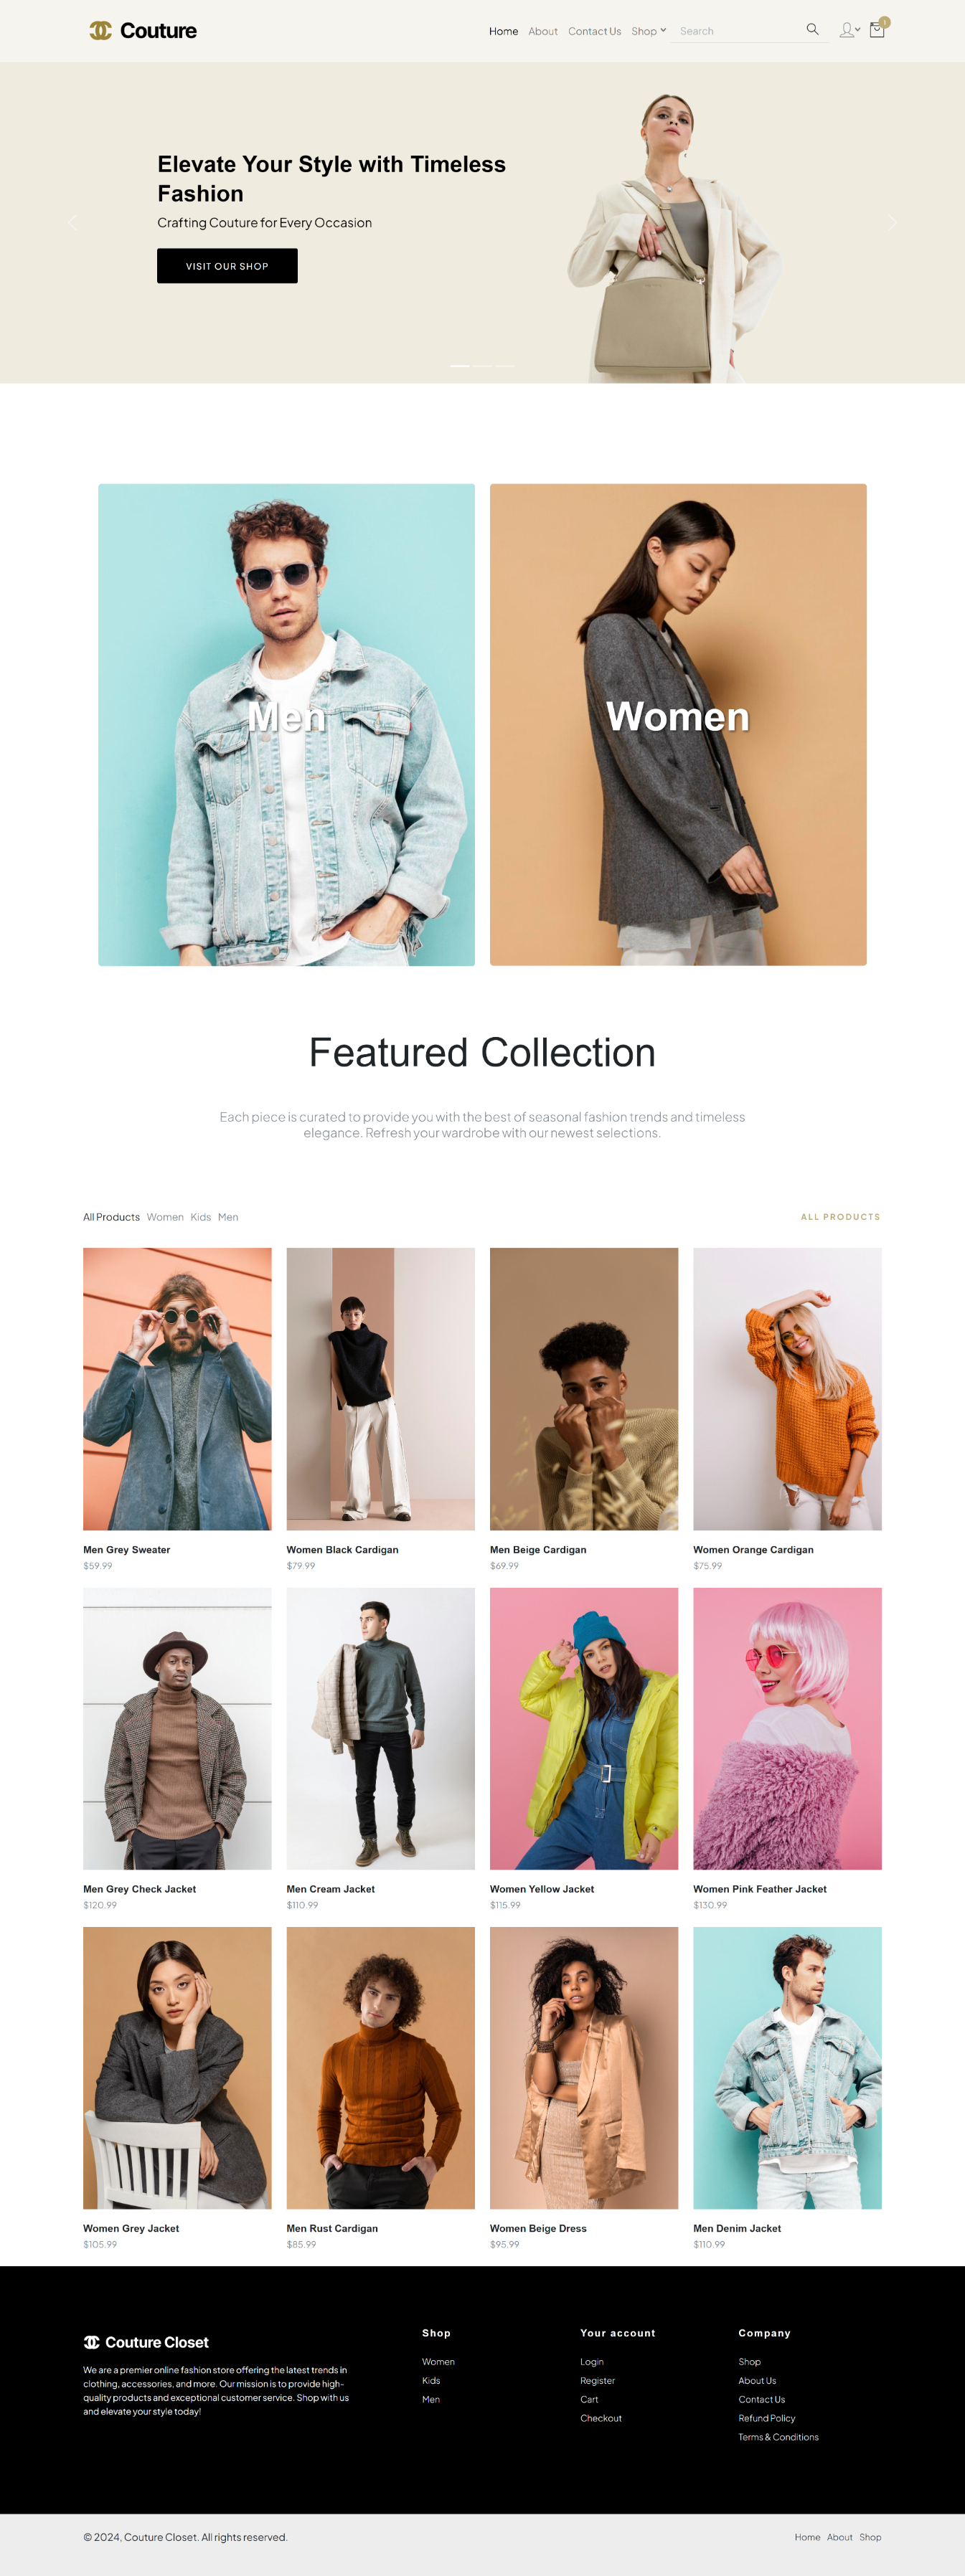 Couture
Home About Contact Us Shop Search
1
Elevate Your Style with Timeless
Fashion
Crafting Couture for Every Occasion
VISIT OUR SHOP
Men
Women
Featured Collection
Each piece is curated to provide you with the best of seasonal fashion trends and timeless
elegance. Refresh your wardrobe with our newest selections.
All Products Women Kids Men
ALL PRODUCTS
Men Grey Sweater
$59.99
Women Black Cardigan
$79.99
Men Beige Cardigan
$69.99
Women Orange Cardigan
$75.99
Men Grey Check Jacket
$120.99
Men Cream Jacket
$110.99
Women Yellow Jacket
$115.99
Women Pink Feather Jacket
$130.99
Women Grey Jacket
$105.99
Men Rust Cardigan
$85.99
Women Beige Dress
$95.99
Men Denim Jacket
$110.99
Couture Closet
We are a premier online fashion store offering the latest trends in
clothing, accessories, and more. Our mission is to provide high-
quality products and exceptional customer service. Shop with us
and elevate your style today!
Shop
Women
Kids
Men
Your account
Login
Register
Cart
Checkout
Company
Shop
About Us
Contact Us
Refund Policy
Terms & Conditions
© 2024, Couture Closet. All rights reserved.
Home About Shop